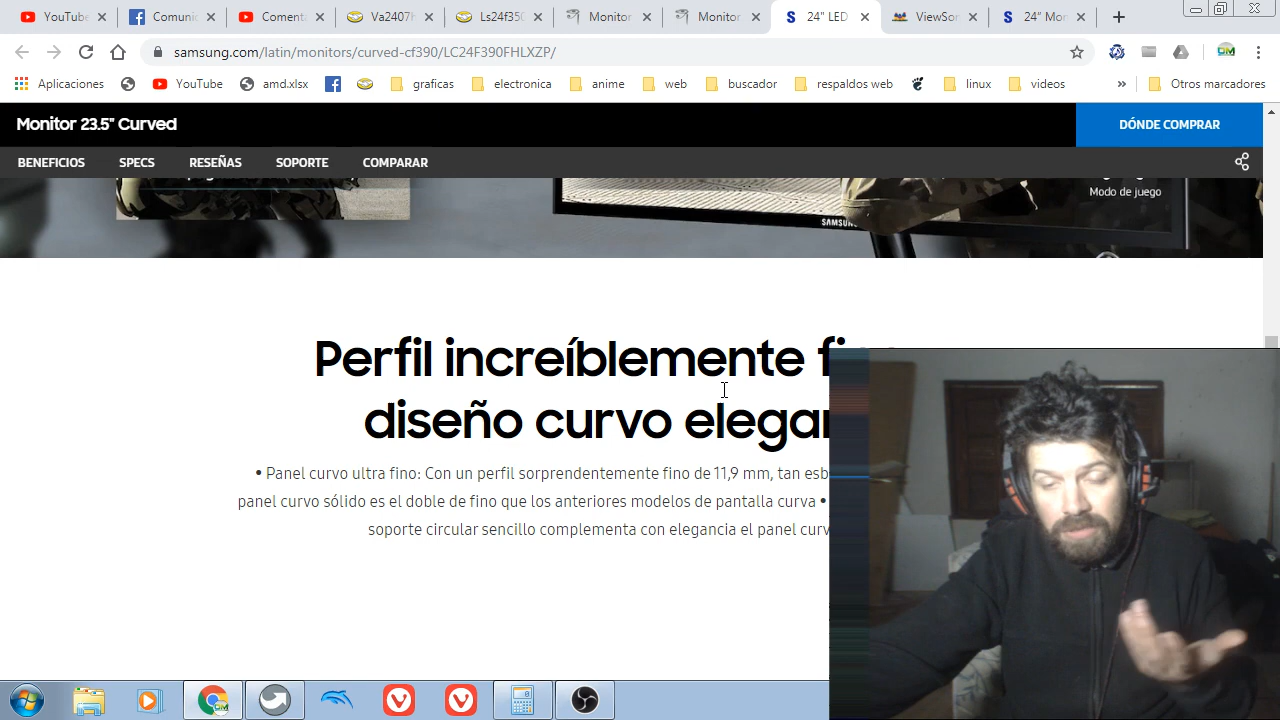 YouTube
Comunic
Coment
Va2407H
Ls24f350
Monitor
Monitor
24" LED
ViewSon
24" Mon
samsung.com/latin/monitors/curved-cf390/LC24F390FHLXZP/
Aplicaciones
YouTube
amd.xlsx
graficas
electronica
anime
web
buscador
respaldos web
linux
videos
»
Otros marcadores
Monitor 23.5" Curved
DÓNDE COMPRAR
BENEFICIOS
SPECS
RESEÑAS
SOPORTE
COMPARAR
Modo de juego
SAMSUNG
Perfil increíblemente
diseño curvo elegan
• Panel curvo ultra fino: Con un perfil sorprendentemente fino de 11,9 mm, tan esb
panel curvo sólido es el doble de fino que los anteriores modelos de pantalla curva •
soporte circular sencillo complementa con elegancia el panel curv